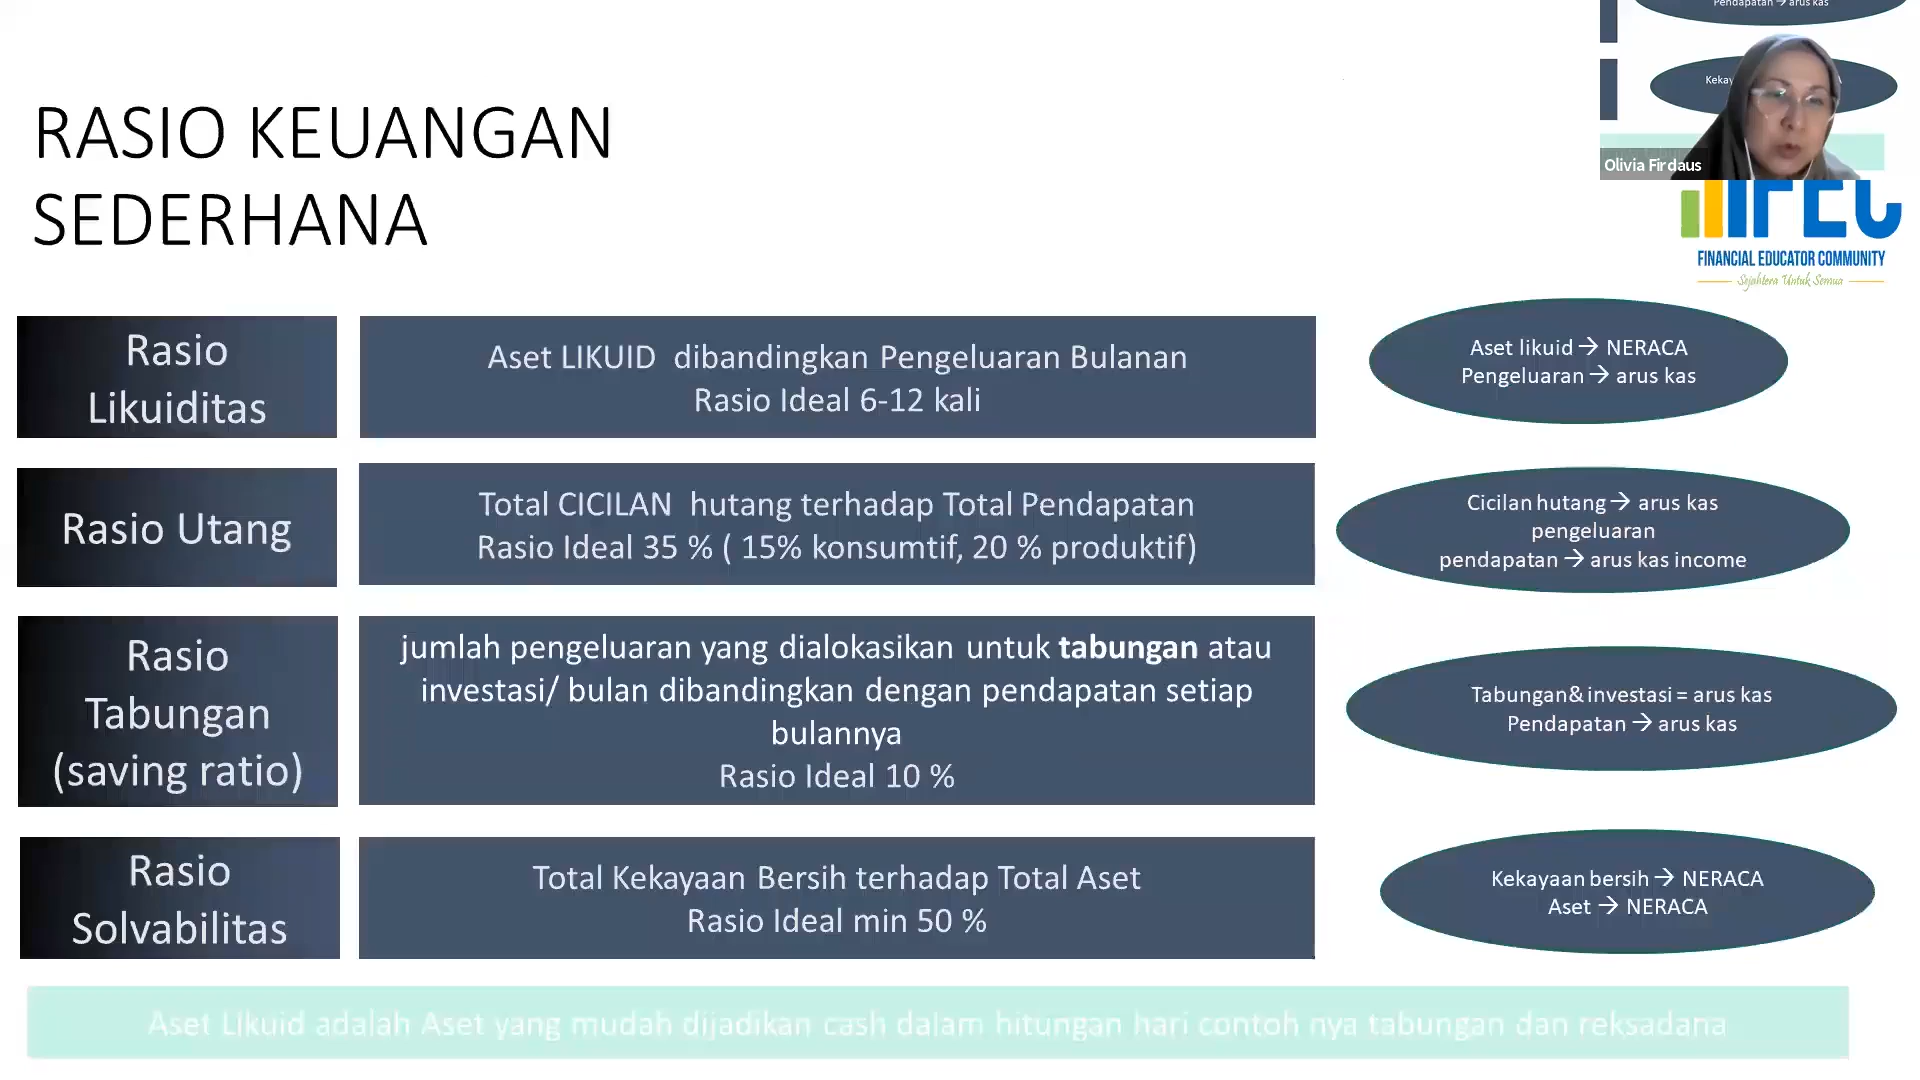 Pendapatan → arus kas
Kekay
A
Olivia Firdaus
RASIO KEUANGAN
SEDERHANA
FINANCIAL EDUCATOR COMMUNITY
Sejahtera Untuk Semua
Rasio
Likuiditas
Aset LIKUID dibandingkan Pengeluaran Bulanan
Rasio Ideal 6-12 kali
Aset likuid → NERACA
Pengeluaran → arus kas
Rasio Utang
Total CICILAN hutang terhadap Total Pendapatan
Rasio Ideal 35 % ( 15% konsumtif, 20 % produktif)
Cicilan hutang → arus kas
pengeluaran
pendapatan → arus kas income
Rasio
Tabungan
(saving ratio)
jumlah pengeluaran yang dialokasikan untuk tabungan atau
investasi/ bulan dibandingkan dengan pendapatan setiap
bulannya
Rasio Ideal 10 %
Tabungan& investasi = arus kas
Pendapatan → arus kas
Rasio
Solvabilitas
Total Kekayaan Bersih terhadap Total Aset
Rasio Ideal min 50 %
Kekayaan bersih → NERACA
Aset → NERACA
Aset Likuid adalah Aset yang mudah dijadikan cash dalam hitungan hari contoh nya tabungan dan reksadana